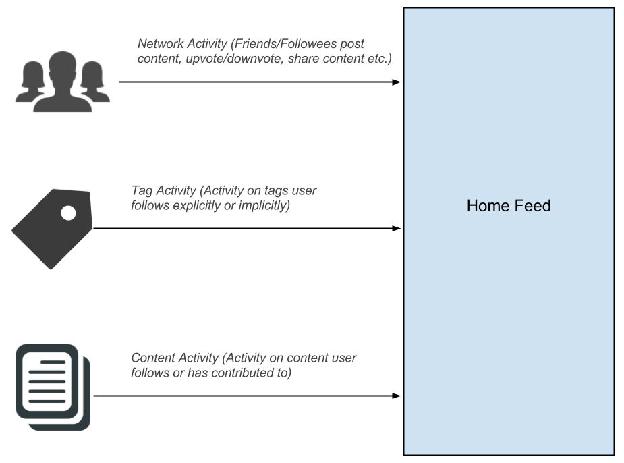 Network Activity (Friends/Followees post
content, upvote/downvote, share content etc.)
Tag Activity (Activity on tags user
follows explicitly or implicitly)
Home Feed
Content Activity (Activity on content user
follows or has contributed to)